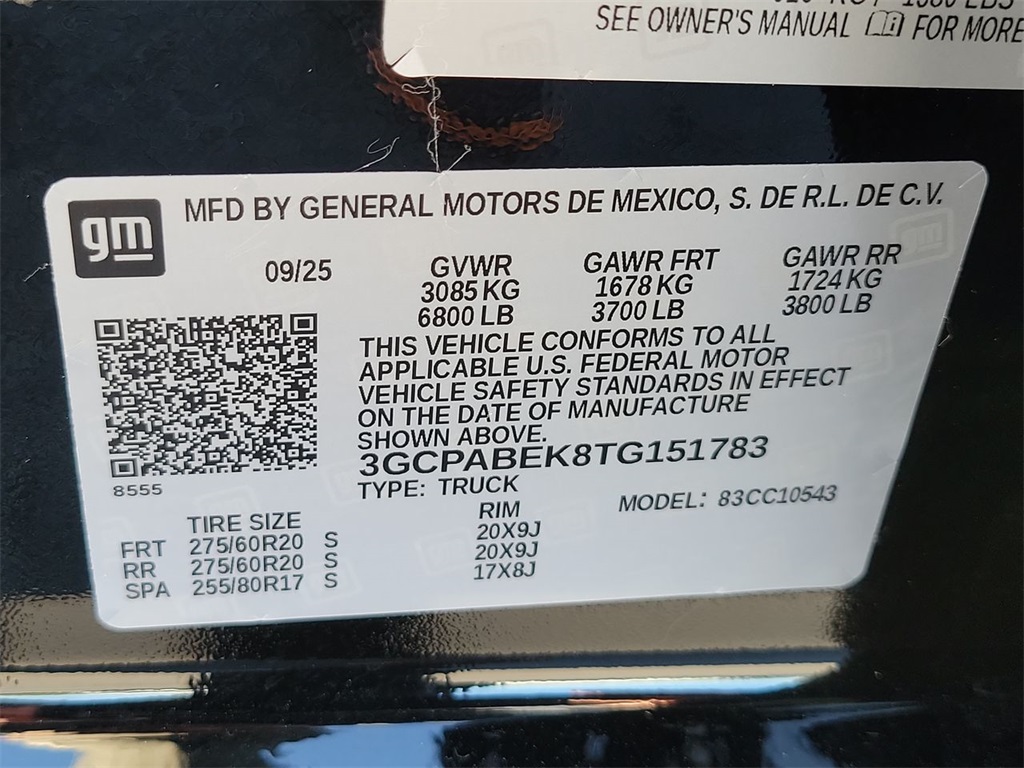 SEE OWNER'S MANUAL FOR MORE
gm
MFD BY GENERAL MOTORS DE MEXICO, S. DE R.L. DE C.V.
09/25 GVWR GAWR FRT GAWR RR
3085 KG 1678 KG 1724 KG
6800 LB 3700 LB 3800 LB
THIS VEHICLE CONFORMS TO ALL
APPLICABLE U.S. FEDERAL MOTOR
VEHICLE SAFETY STANDARDS IN EFFECT
ON THE DATE OF MANUFACTURE
SHOWN ABOVE.
3GCPABEK8TG151783
8555
TYPE: TRUCK MODEL: 83CC10543
TIRE SIZE RIM
FRT 275/60R20 S 20X9J
RR 275/60R20 S 20X9J
SPA 255/80R17 S 17X8J